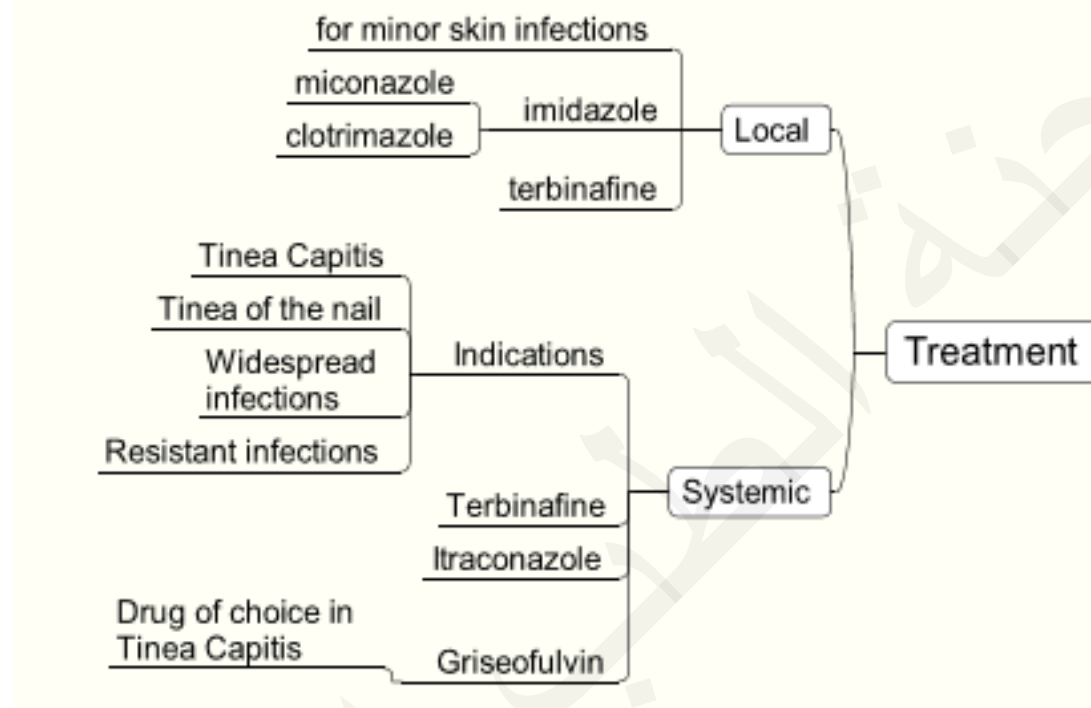 for minor skin infections
miconazole
imidazole
clotrimazole
Local
terbinafine
Tinea Capitis
Tinea of the nail
Widespread
infections
Indications
Resistant infections
Treatment
Systemic
Terbinafine
Itraconazole
Drug of choice in
Tinea Capitis
Griseofulvin